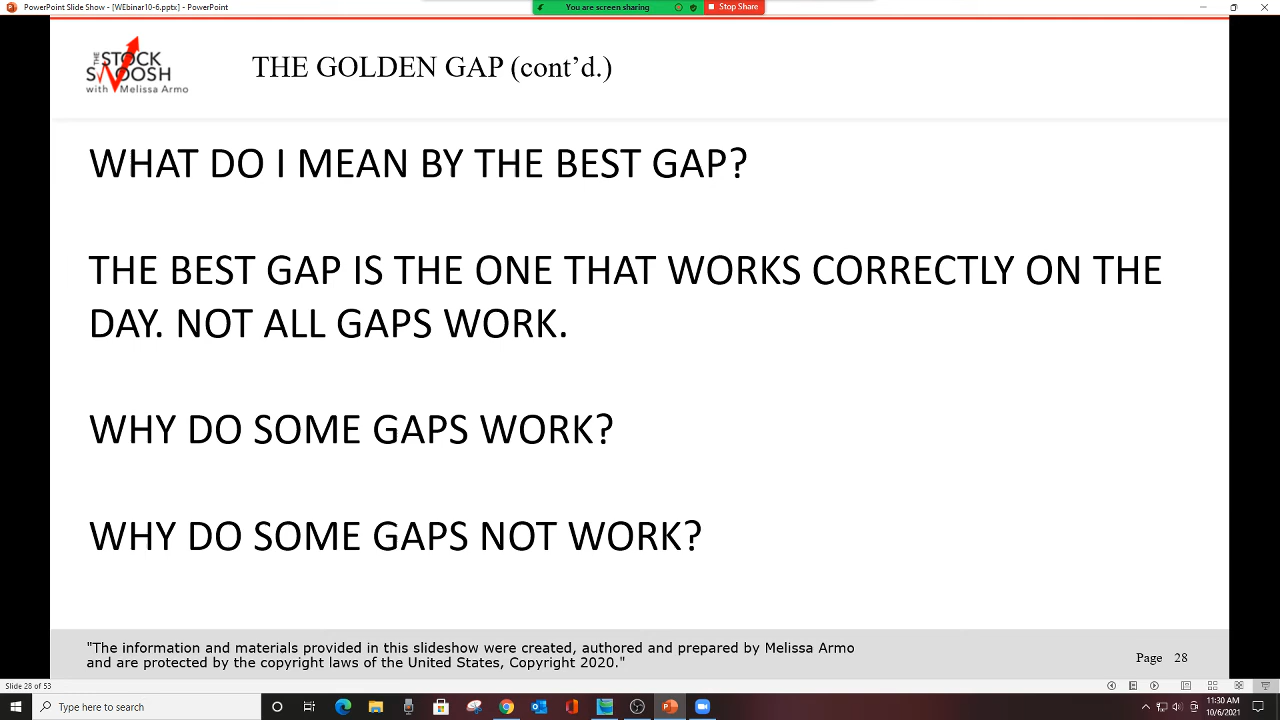 PowerPoint Slide Show - [WEbinar10-6.pptx] - PowerPoint
You are screen sharing
Stop Share
THE
STOCK
SWOOSH
with Melissa Armo
THE GOLDEN GAP (cont’d.)
WHAT DO I MEAN BY THE BEST GAP?
THE BEST GAP IS THE ONE THAT WORKS CORRECTLY ON THE
DAY. NOT ALL GAPS WORK.
WHY DO SOME GAPS WORK?
WHY DO SOME GAPS NOT WORK?
"The information and materials provided in this slideshow were created, authored and prepared by Melissa Armo
and are protected by the copyright laws of the United States, Copyright 2020."
Page 28
Slide 28 of 53
Type here to search
11:30 AM
10/6/2021